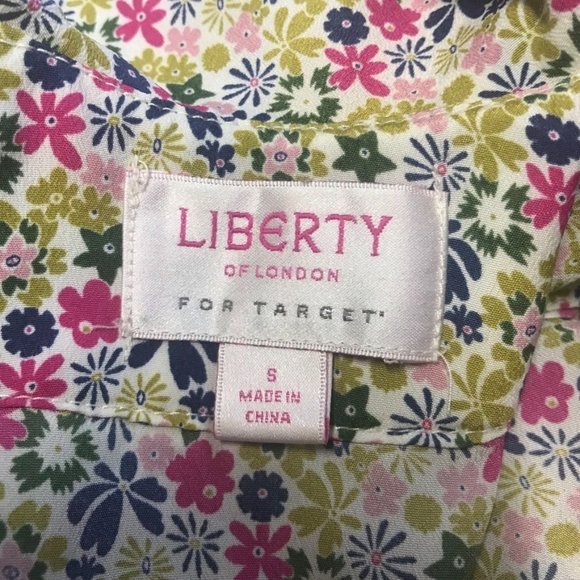 LIBERTY
OF LONDON
FOR TARGET
S
MADE IN
CHINA